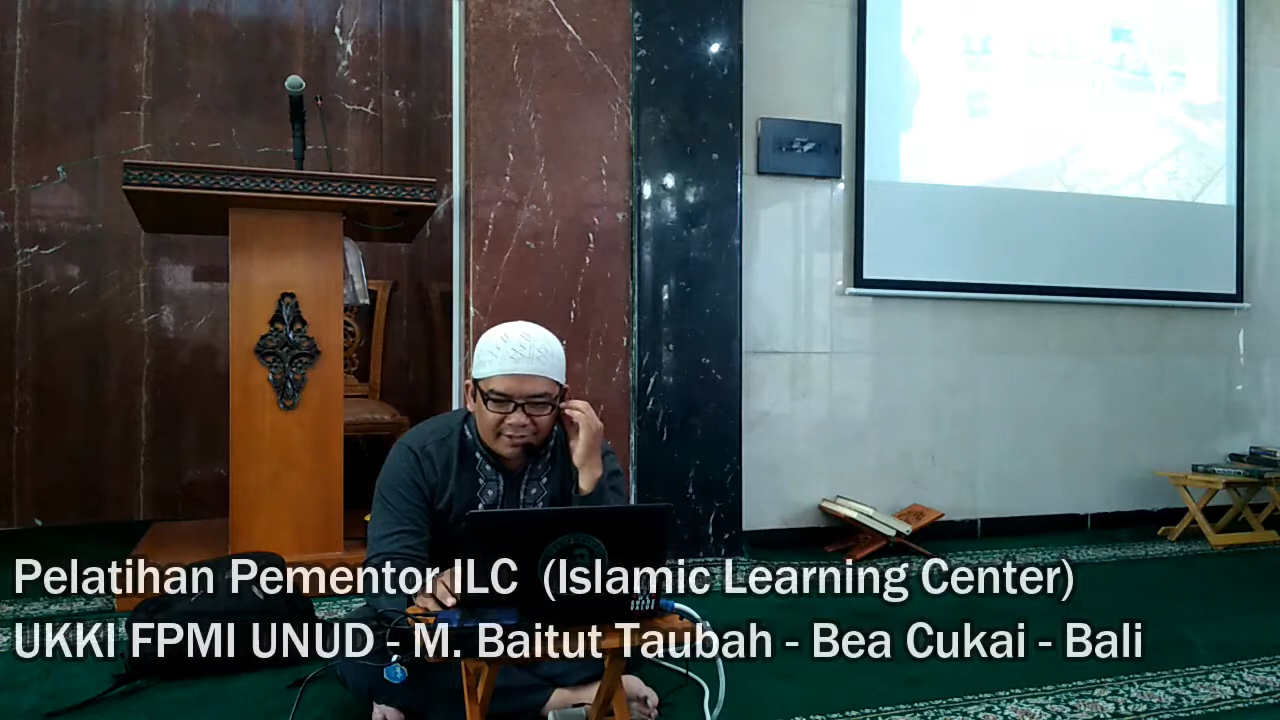 Pelatihan Pementor ILC (Islamic Learning Center)
UKKI FPMI UNUD - M. Baitut Taubah - Bea Cukai - Bali